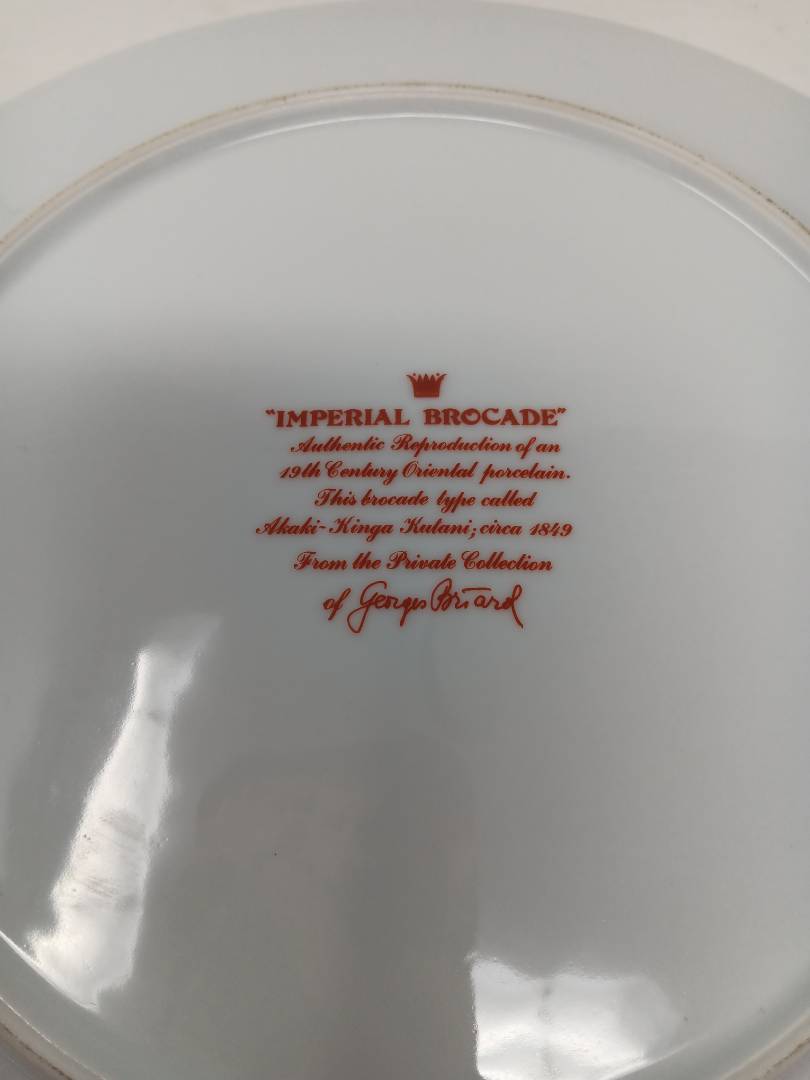 "IMPERIAL BROCADE"
Authentic Reproduction of an
19th Century Oriental porcelain.
This brocade type called
Akaki-Kinga Kutani; circa 1849
From the Private Collection
of Georges Briard